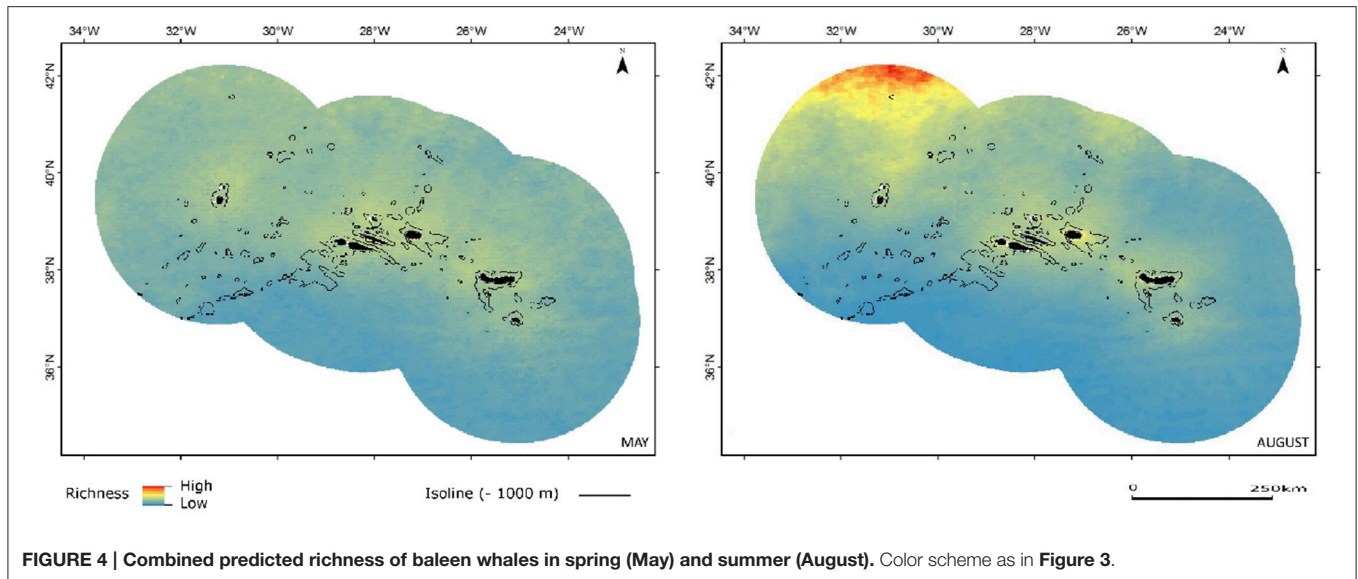 34°W 32°W 30°W 28°W 26°W 24°W
42°N
40°N
38°N
36°N
N
MAY
34°W 32°W 30°W 28°W 26°W 24°W
42°N
40°N
38°N
36°N
N
AUGUST
Richness High
Low
Isoline (- 1000 m)
0 250km
FIGURE 4 | Combined predicted richness of baleen whales in spring (May) and summer (August). Color scheme as in Figure 3.